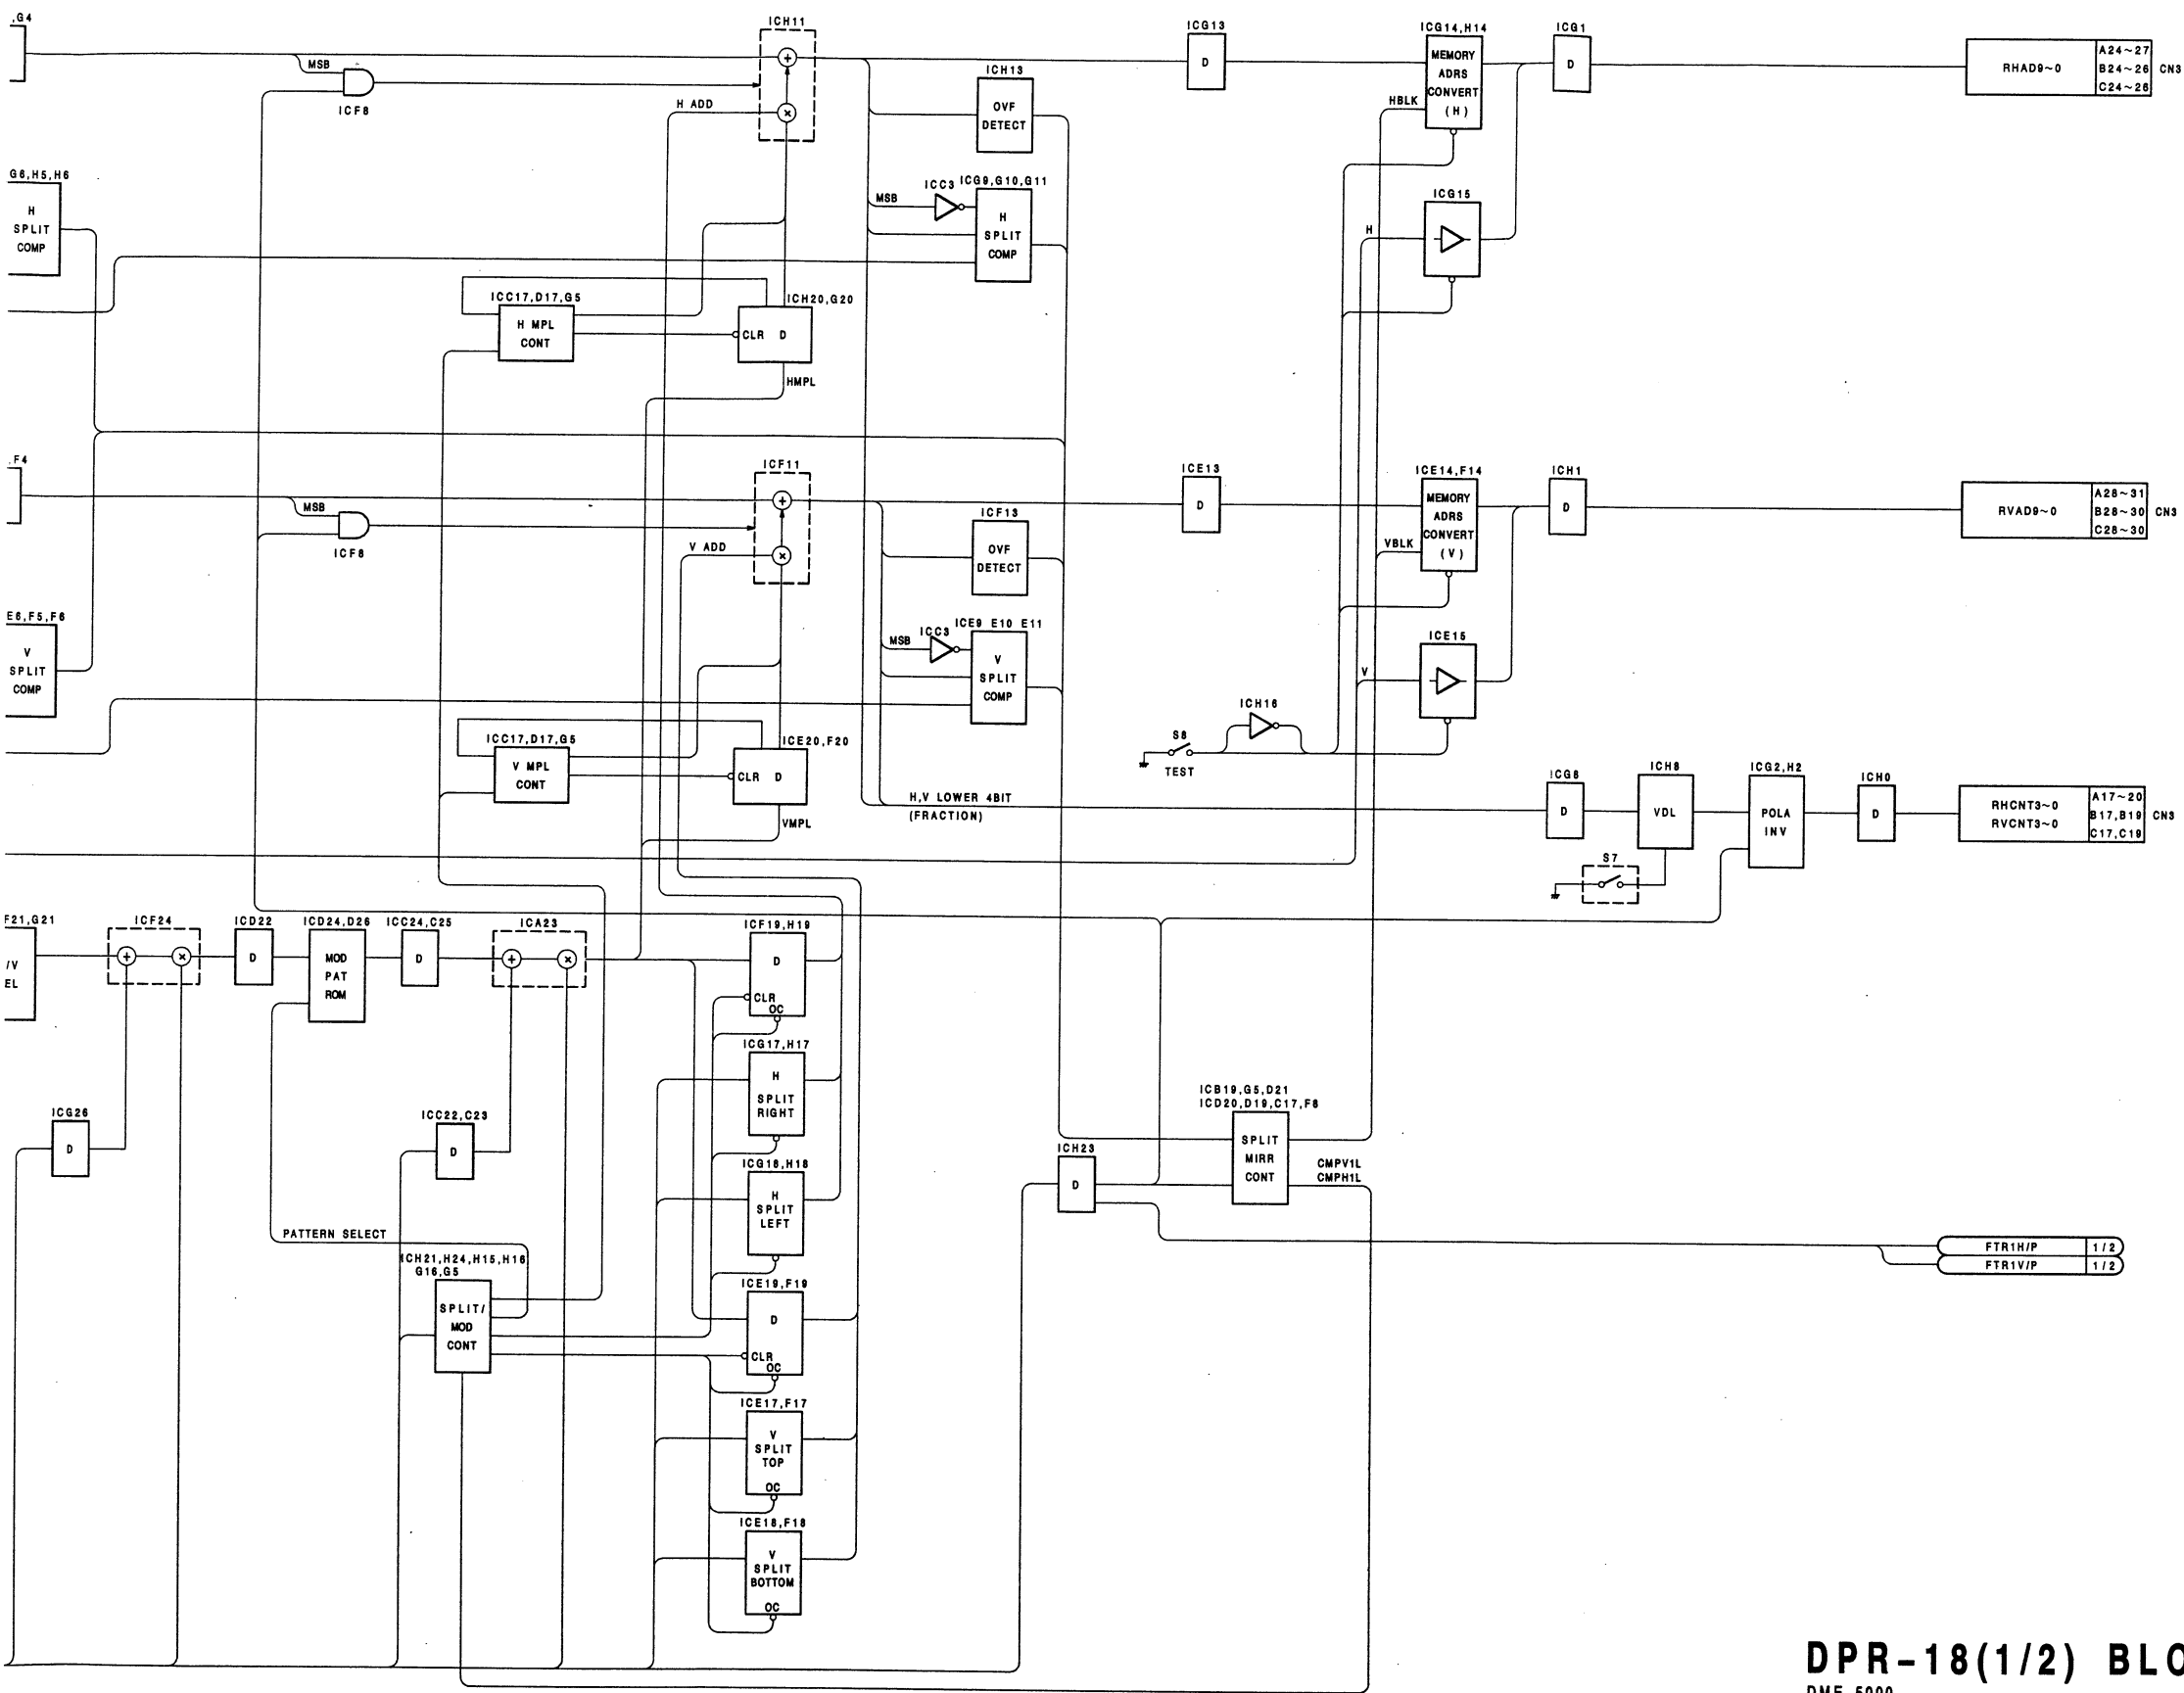 ,G4
MSB
ICF8
ICH11
H ADD
ICH13
OVF
DETECT
ICG13
D
ICG14,H14
MEMORY
ADRS
CONVERT
(H)
HBLK
ICG1
D
RHAD9~0
A24~27
B24~26
C24~26
CN3
G6,H5,H6
H
SPLIT
COMP
MSB
ICC3
ICG9,G10,G11
H
SPLIT
COMP
ICG15
H
ICC17,D17,G5
H MPL
CONT
ICH20,G20
CLR D
HMPL
.F4
MSB
ICF8
ICF11
V ADD
ICF13
OVF
DETECT
ICE13
D
ICE14,F14
MEMORY
ADRS
CONVERT
(V)
VBLK
ICH1
D
RVAD9~0
A28~31
B28~30
C28~30
CN3
E6,F5,F6
V
SPLIT
COMP
MSB
ICC3
ICE9 E10 E11
V
SPLIT
COMP
ICE15
V
ICH16
S8
TEST
ICC17,D17,G5
V MPL
CONT
ICE20,F20
CLR D
VMPL
H,V LOWER 4BIT
(FRACTION)
ICG8
D
ICH8
VDL
S7
ICG2,H2
POLA
INV
ICH0
D
RHCNT3~0
RVCNT3~0
A17~20
B17,B19
C17,C19
CN3
F21,G21
/V
EL
ICF24
ICD22
D
ICD24,D26
MOD
PAT
ROM
ICC24,C25
D
ICA23
ICF19,H19
D
CLR
OC
ICG17,H17
H
SPLIT
RIGHT
ICG26
D
ICC22,C23
D
ICG18,H18
H
SPLIT
LEFT
ICH23
D
ICB19,G5,D21
ICD20,D19,C17,F6
SPLIT
MIRR
CONT
CMPV1L
CMPH1L
PATTERN SELECT
ICH21,H24,H15,H16
G16,G5
SPLIT/
MOD
CONT
ICE19,F19
D
CLR
OC
FTR1H/P 1/2
FTR1V/P 1/2
ICE17,F17
V
SPLIT
TOP
OC
ICE18,F18
V
SPLIT
BOTTOM
OC
DPR-18(1/2) BLO